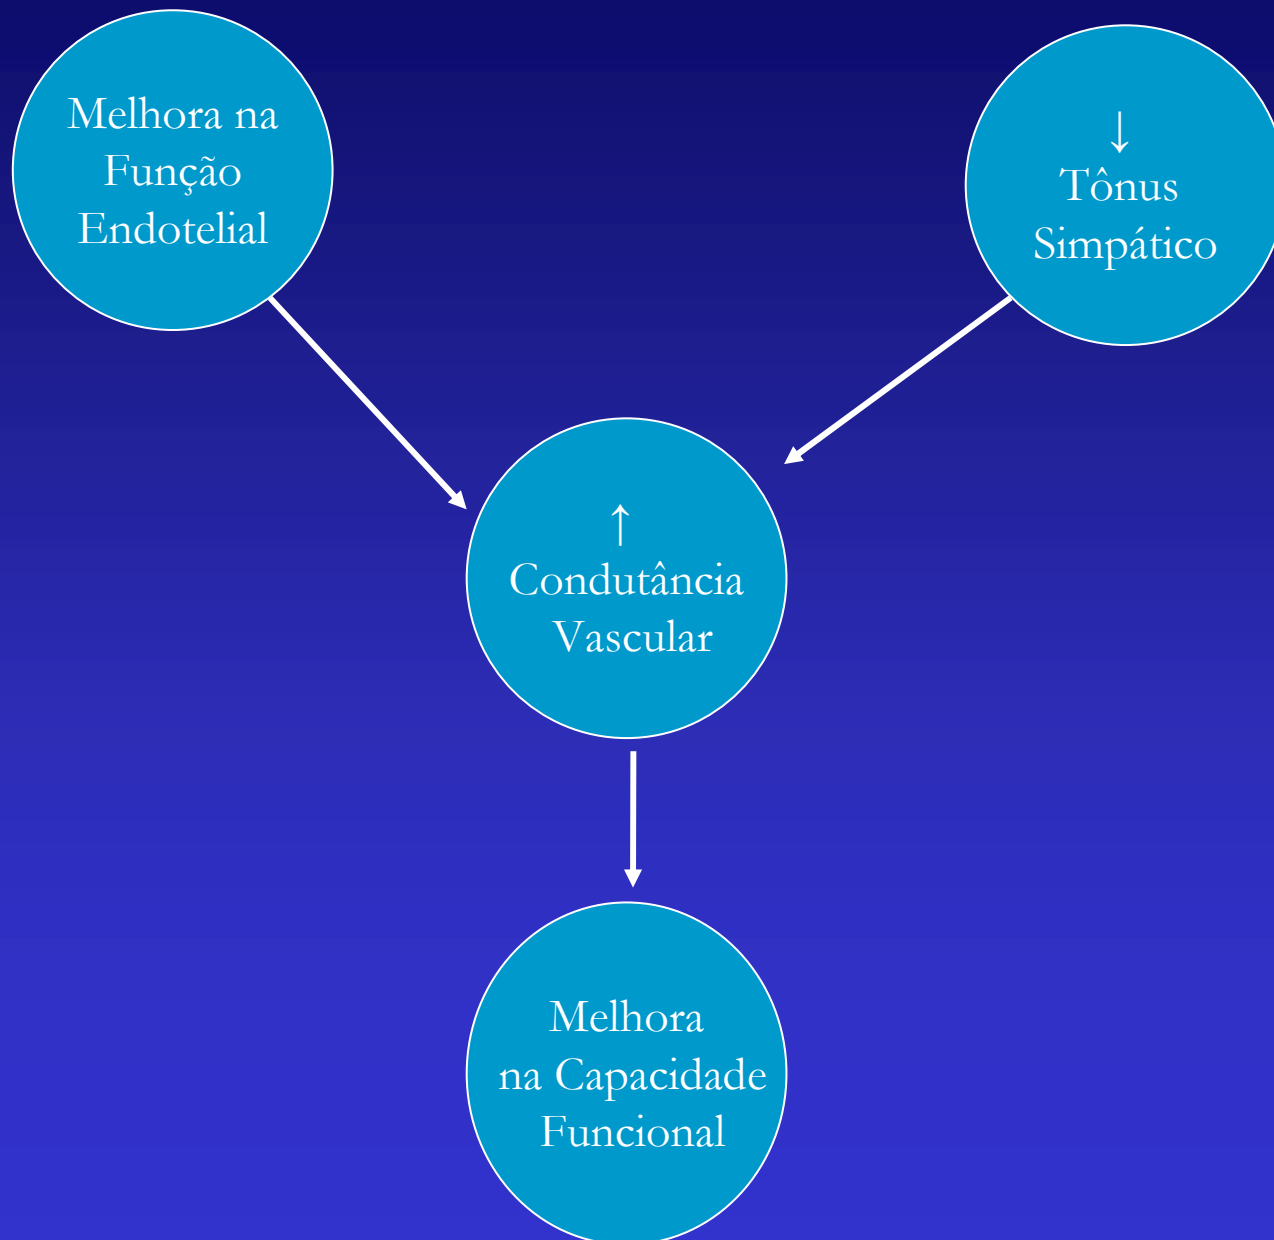 Melhora na
Função
Endotelial
↓
Tônus
Simpático
↑
Condutância
Vascular
Melhora
na Capacidade
Funcional